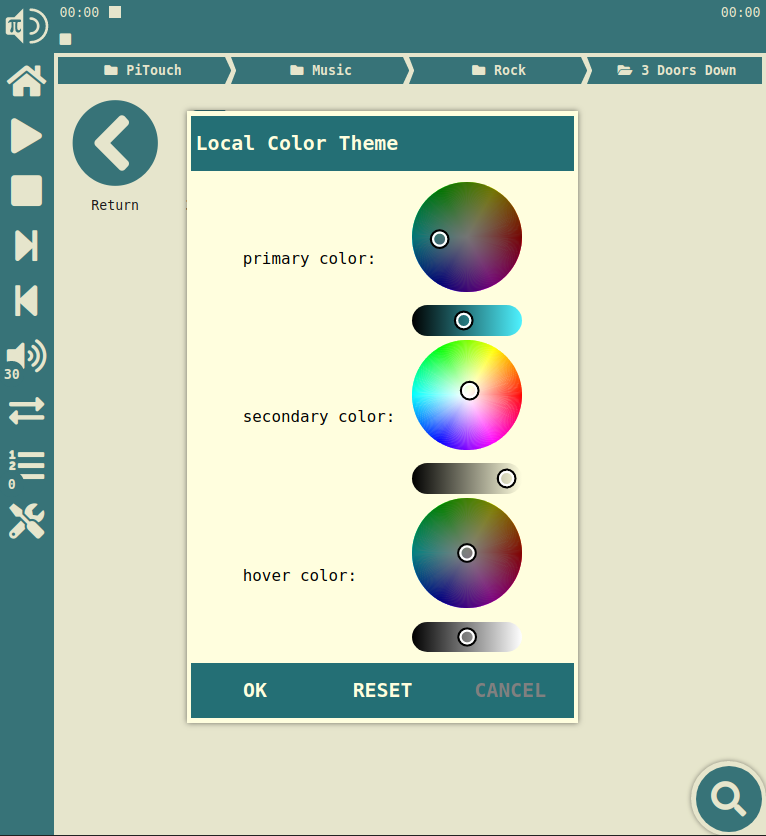 00:00
00:00
PiTouch
Music
Rock
3 Doors Down
Return
Local Color Theme
primary color:
secondary color:
hover color:
30
1
2
0
OK
RESET
CANCEL